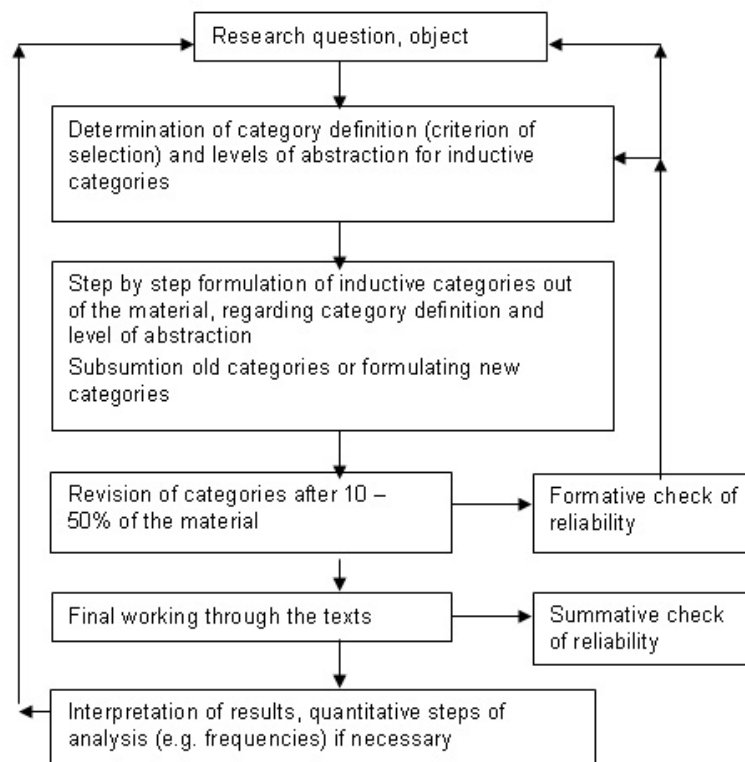 Research question, object
Determination of category definition (criterion of
selection) and levels of abstraction for inductive
categories
Step by step formulation of inductive categories out
of the material, regarding category definition and
level of abstraction
Subsumtion old categories or formulating new
categories
Revision of categories after 10 –
50% of the material
Formative check of
reliability
Final working through the texts
Summative check
of reliability
Interpretation of results, quantitative steps of
analysis (e.g. frequencies) if necessary